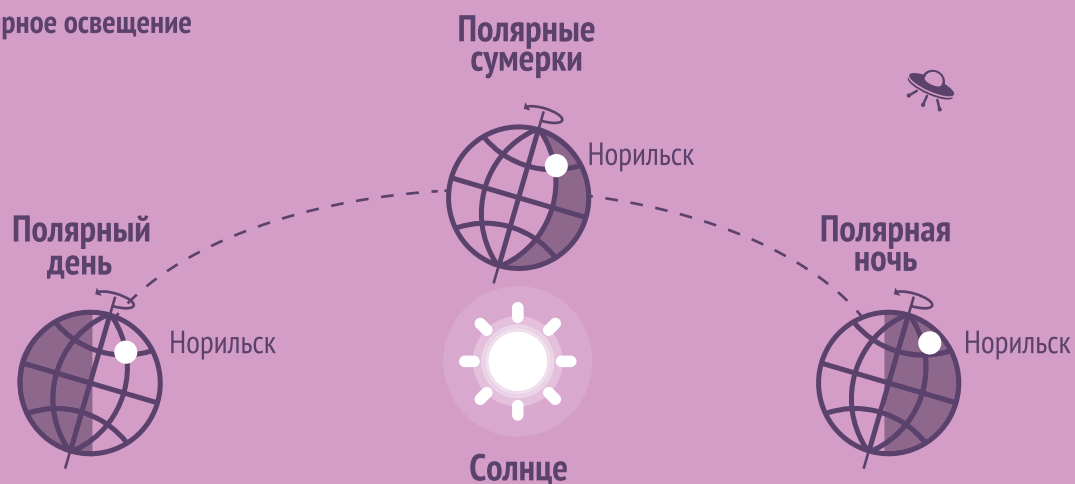 рное освещение
Полярные
сумерки
Норильск
Полярный
день
Норильск
Полярная
ночь
Норильск
Солнце